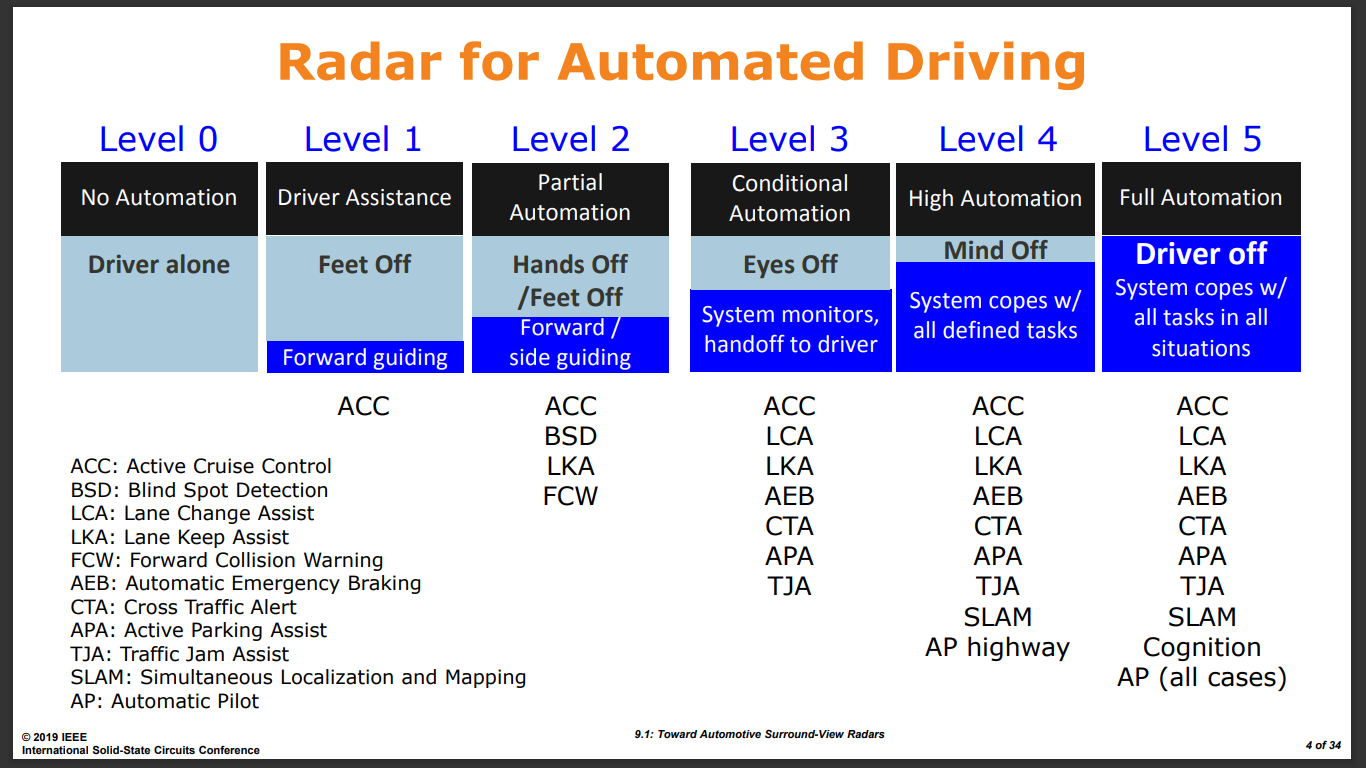 Radar for Automated Driving
Level 0
No Automation
Driver alone
Level 1
Driver Assistance
Feet Off
Forward guiding
ACC
Level 2
Partial
Automation
Hands Off
/Feet Off
Forward /
side guiding
ACC
BSD
LKA
FCW
Level 3
Conditional
Automation
Eyes Off
System monitors,
handoff to driver
ACC
LCA
LKA
AEB
CTA
APA
TJA
Level 4
High Automation
Mind Off
System copes w/
all defined tasks
ACC
LCA
LKA
AEB
CTA
APA
TJA
SLAM
AP highway
Level 5
Full Automation
Driver off
System copes w/
all tasks in all
situations
ACC
LCA
LKA
AEB
CTA
APA
TJA
SLAM
Cognition
AP (all cases)
ACC: Active Cruise Control
BSD: Blind Spot Detection
LCA: Lane Change Assist
LKA: Lane Keep Assist
FCW: Forward Collision Warning
AEB: Automatic Emergency Braking
CTA: Cross Traffic Alert
APA: Active Parking Assist
TJA: Traffic Jam Assist
SLAM: Simultaneous Localization and Mapping
AP: Automatic Pilot
© 2019 IEEE
International Solid-State Circuits Conference
9.1: Toward Automotive Surround-View Radars
4 of 34